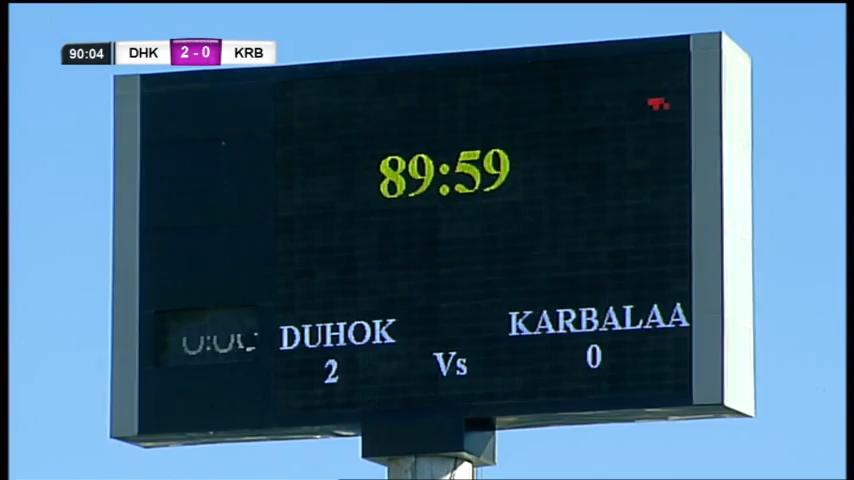 90:04 DHK 2 - 0 KRB
89:59
DUHOK Vs KARBALAA
2 0